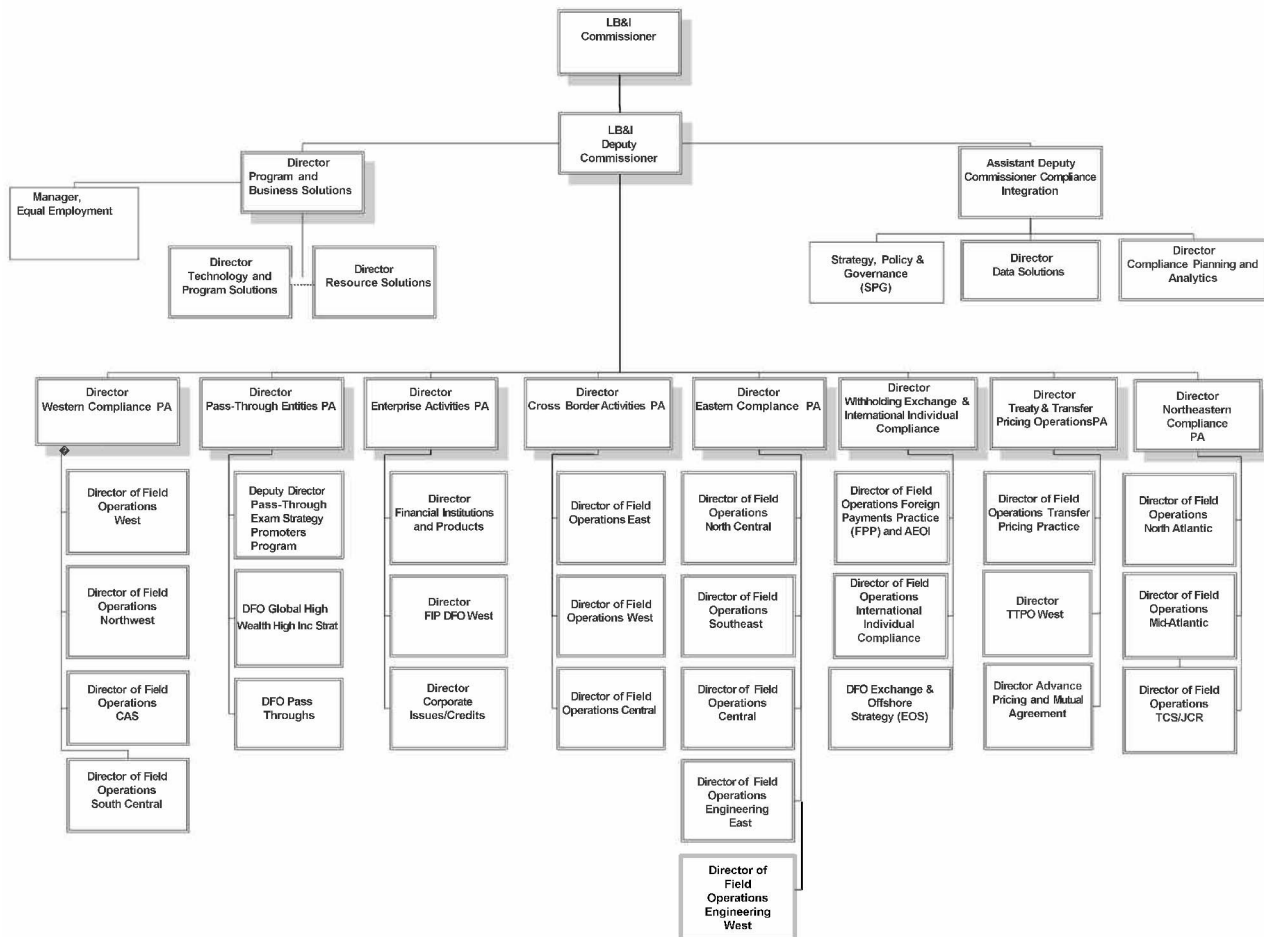 LB&I
Commissioner
LB&I
Deputy
Commissioner
Director
Program and
Business Solutions
Assistant Deputy
Commissioner Compliance
Integration
Manager,
Equal Employment
Director
Technology and
Program Solutions
Director
Resource Solutions
Strategy, Policy &
Governance
(SPG)
Director
Data Solutions
Director
Compliance Planning and
Analytics
Director
Western Compliance PA
Director
Pass-Through Entities PA
Director
Enterprise Activities PA
Director
Cross Border Activities PA
Director
Eastern Compliance PA
Director
Withholding Exchange &
International Individual
Compliance
Director
Treaty & Transfer
Pricing OperationsPA
Director
Northeastern
Compliance
PA
Director of Field
Operations
West
Director of Field
Operations
Northwest
Director of Field
Operations
CAS
Director of Field
Operations
South Central
Deputy Director
Pass-Through
Exam Strategy
Promoters
Program
DFO Global High
Wealth High Inc Strat
DFO Pass
Throughs
Director
Financial Institutions
and Products
FIP DFO West
Director
Corporate
Issues/Credits
Director of Field
Operations East
Director of Field
Operations West
Director of Field
Operations Central
Director of Field
Operations
North Central
Director of Field
Operations
Southeast
Director of Field
Operations
Central
Director of Field
Operations
Engineering
East
Director of
Field
Operations
Engineering
West
Director of Field
Operations Foreign
Payments Practice
(FPP) and AEOI
Director of Field
Operations
International
Individual
Compliance
DFO Exchange &
Offshore
Strategy (EOS)
Director of Field
Operations Transfer
Pricing Practice
Director
TTPO West
Director Advance
Pricing and Mutual
Agreement
Director of Field
Operations
North Atlantic
Director of Field
Operations
Mid-Atlantic
Director of Field
Operations
TCS/JCR